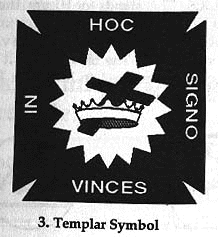 IN
HOC
SIGNO
VINCES
3. Templar Symbol